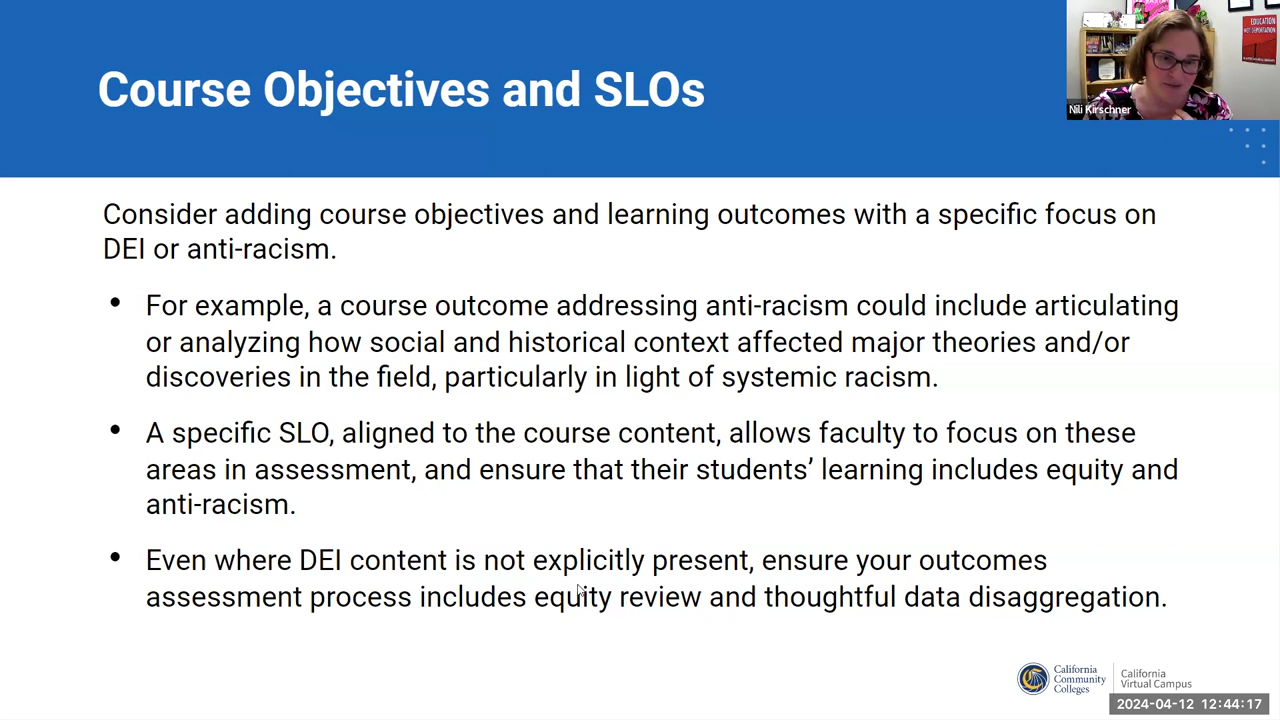 Course Objectives and SLOs
EDUCATION
NOT DEPORTATION
Nili Kirschner
Consider adding course objectives and learning outcomes with a specific focus on
DEI or anti-racism.
• For example, a course outcome addressing anti-racism could include articulating
or analyzing how social and historical context affected major theories and/or
discoveries in the field, particularly in light of systemic racism.
• A specific SLO, aligned to the course content, allows faculty to focus on these
areas in assessment, and ensure that their students’ learning includes equity and
anti-racism.
• Even where DEI content is not explicitly present, ensure your outcomes
assessment process includes equity review and thoughtful data disaggregation.
California
Community
Colleges
California
Virtual Campus
2024-04-12 12:44:17